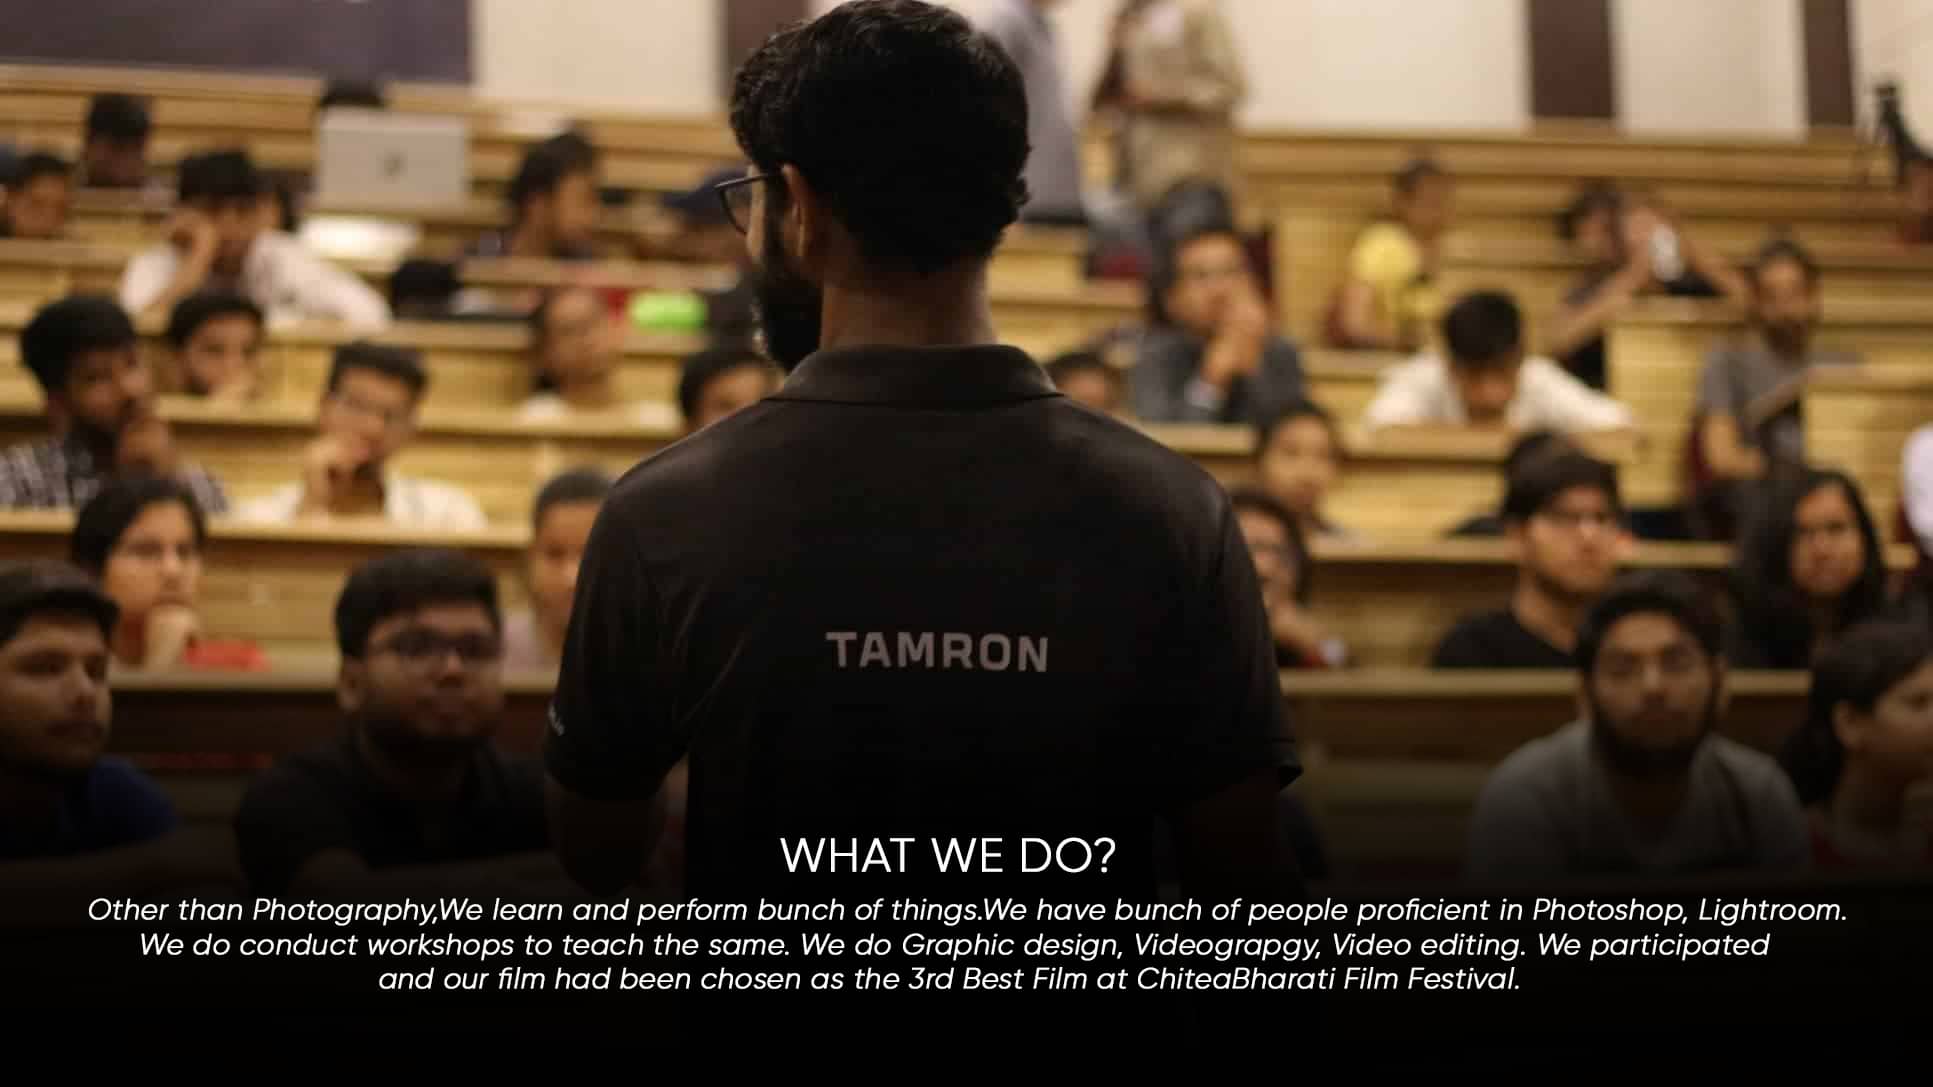 TAMRON
WHAT WE DO?
Other than Photography,We learn and perform bunch of things.We have bunch of people proficient in Photoshop, Lightroom.
We do conduct workshops to teach the same. We do Graphic design, Videograpgy, Video editing. We participated
and our film had been chosen as the 3rd Best Film at ChiteaBharati Film Festival.